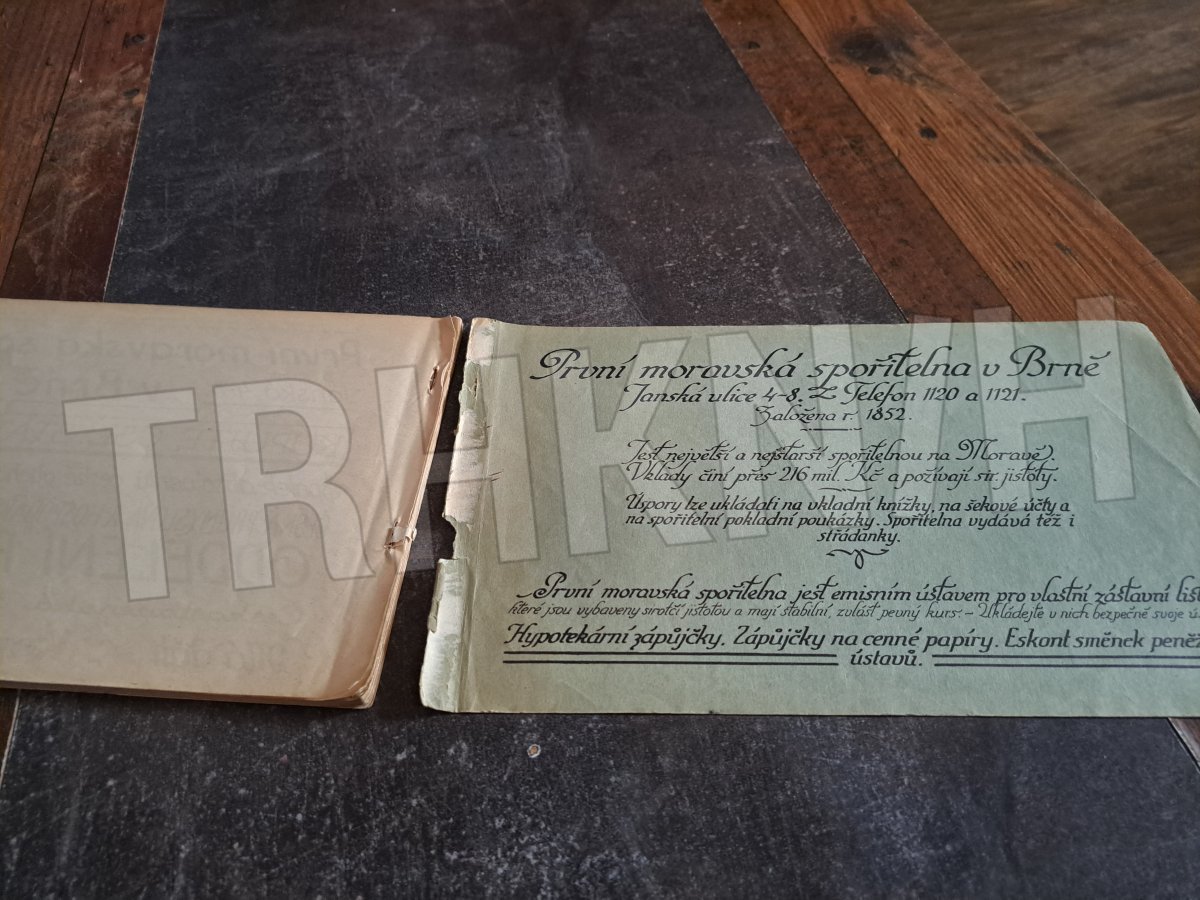 První moravská spořitelna v Brně
Janská ulice 4-8. Telefon 1120 a 1121.
Založena r. 1852.
Jest největší a nejstarší spořitelnou na Moravě.
Vklady činí přes 216 mil. Kč a požívají sir. jistoty.
Úspory lze ukládati na vkladní knížky, na šekové účty a
na spořitelní pokladní poukázky. Spořitelna vydává též i
střádanky.
První moravská spořitelna jest emisním ústavem pro vlastní zástavní list
které jsou vybaveny sirotčí jistotou a mají stabilní, zvlášť pevný kurs. – Ukládejte v nich bezpečně svoje ú
Hypotekární zápůjčky. Zápůjčky na cenné papíry. Eskont směnek peněž
ústavů.
TRHKNIH